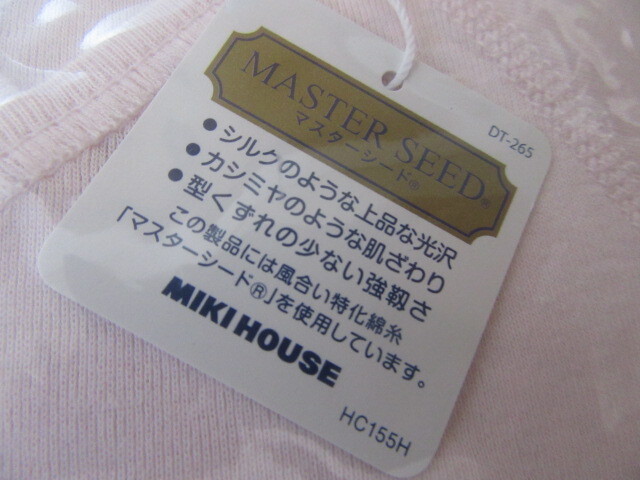 DT-265
MASTER SEED®
マスターシード®
●シルクのような上品な光沢
●カシミヤのような肌ざわり
●型くずれの少ない強靱さ
この製品には風合い特化綿糸
「マスターシード®」を使用しています。
MIKI HOUSE
HC155H